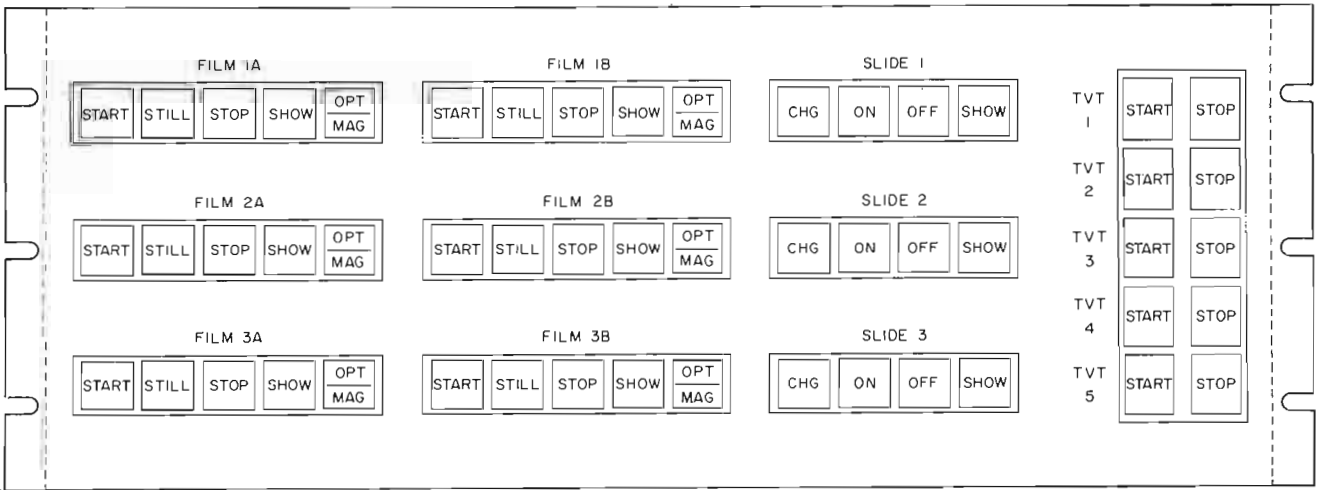 FILM 1A
START STILL STOP SHOW OPT MAG
FILM 1B
START STILL STOP SHOW OPT MAG
SLIDE 1
CHG ON OFF SHOW
FILM 2A
START STILL STOP SHOW OPT MAG
FILM 2B
START STILL STOP SHOW OPT MAG
SLIDE 2
CHG ON OFF SHOW
FILM 3A
START STILL STOP SHOW OPT MAG
FILM 3B
START STILL STOP SHOW OPT MAG
SLIDE 3
CHG ON OFF SHOW
TVT 1 START STOP
TVT 2 START STOP
TVT 3 START STOP
TVT 4 START STOP
TVT 5 START STOP